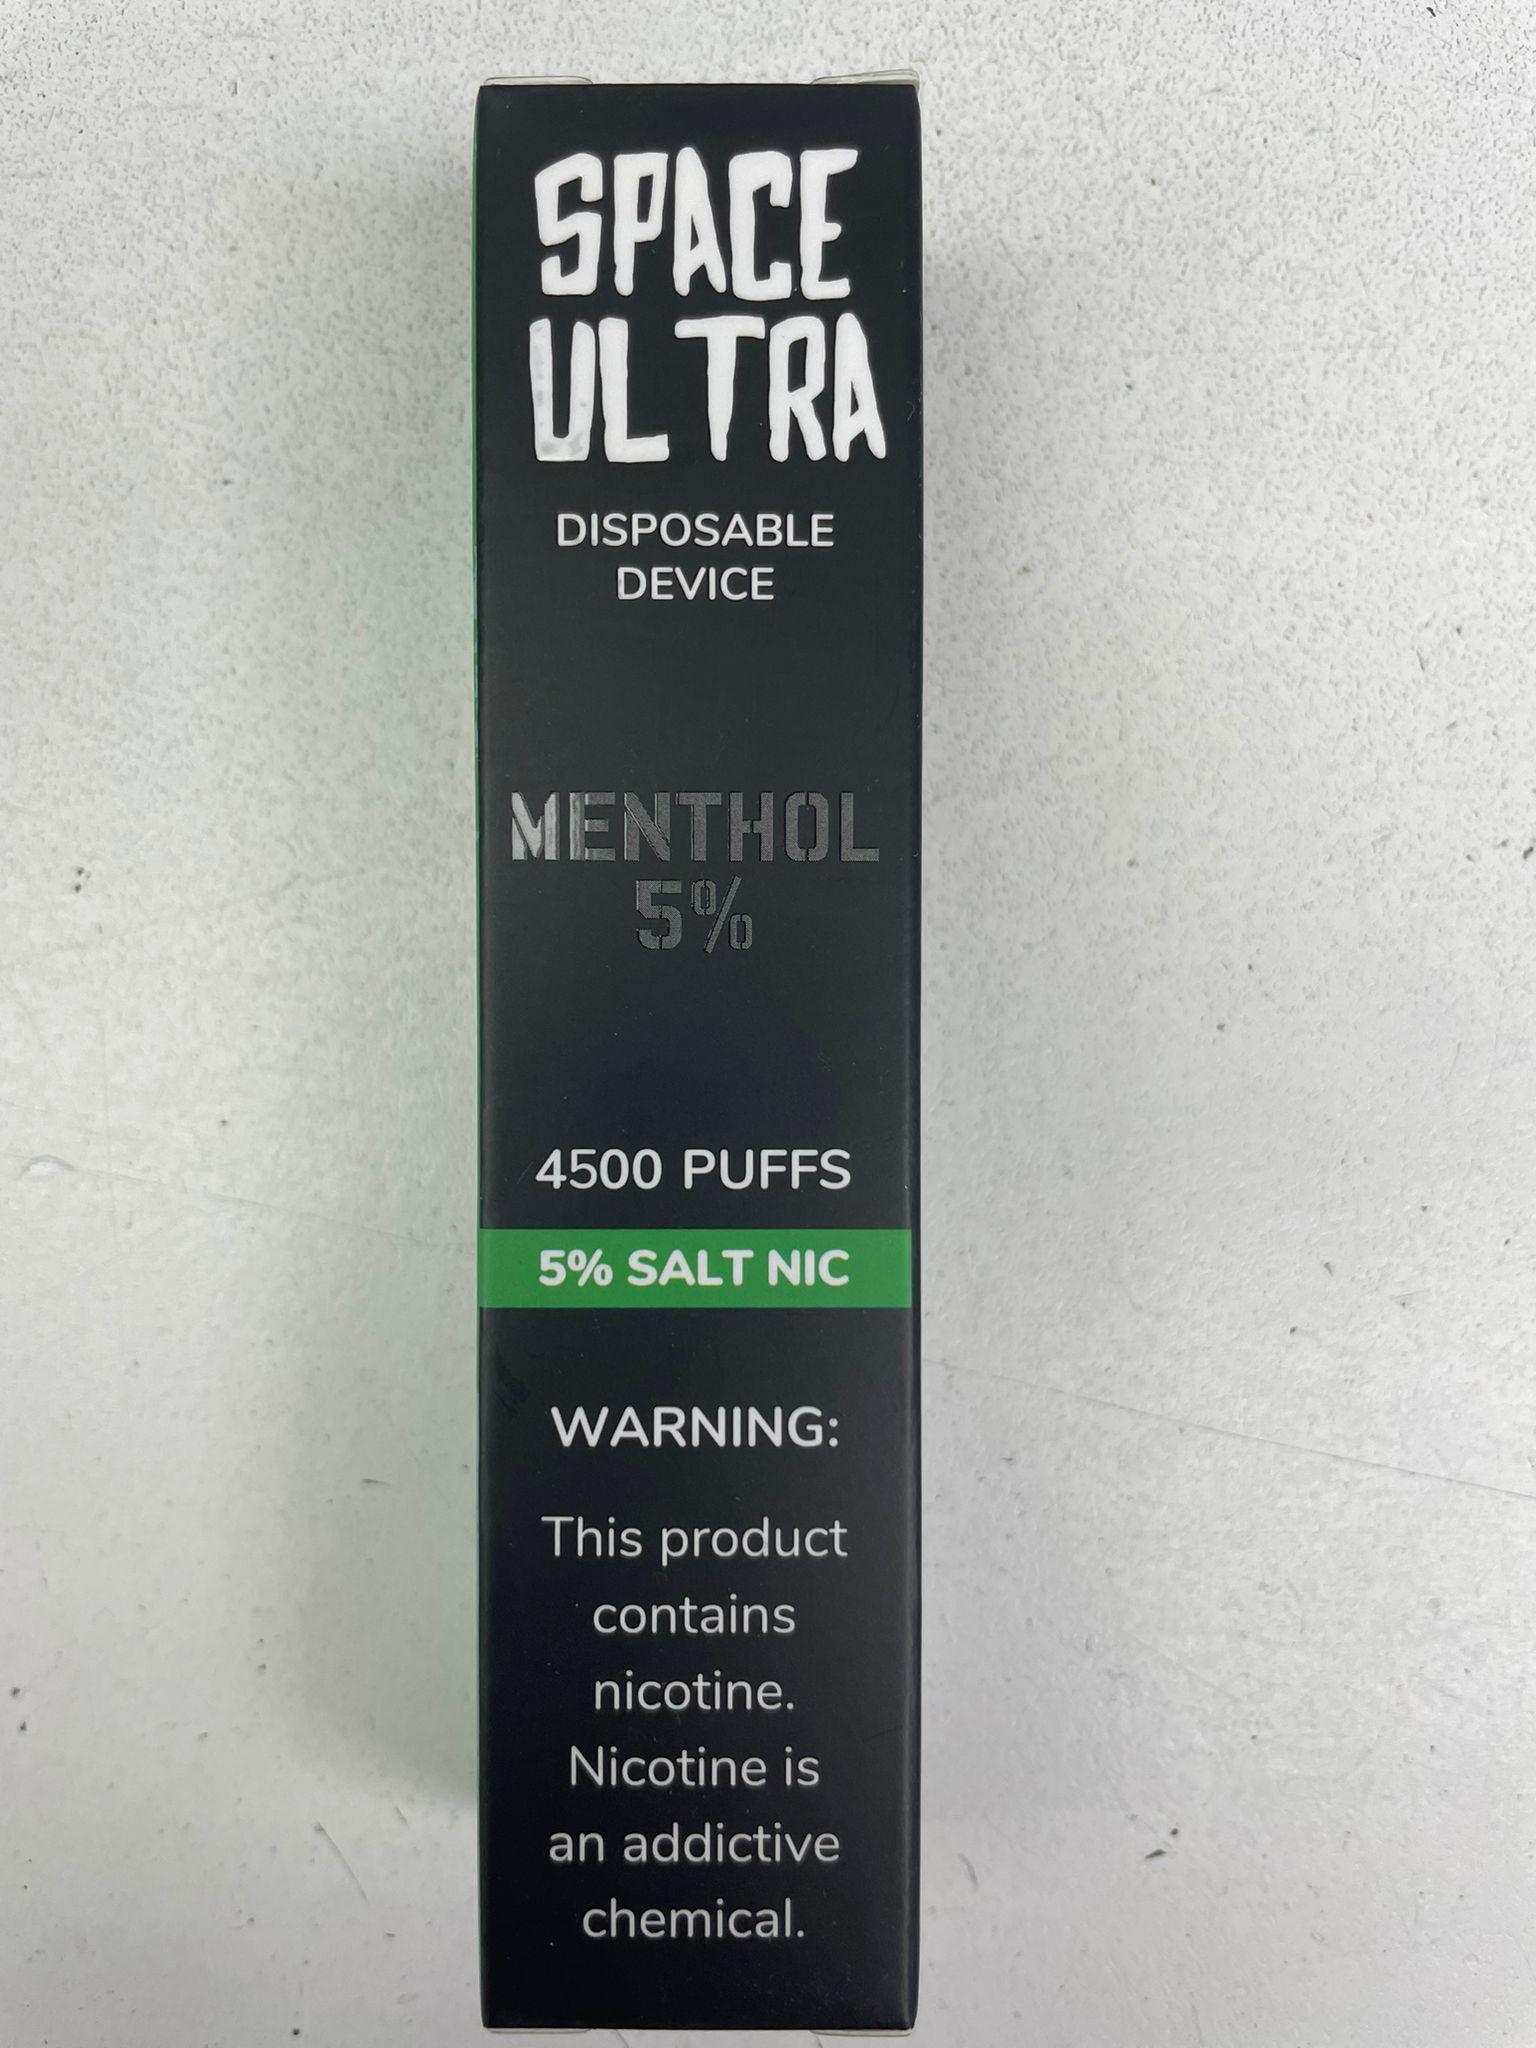 SPACE
ULTRA
DISPOSABLE
DEVICE
MENTHOL
5%
4500 PUFFS
5% SALT NIC
WARNING:
This product
contains
nicotine.
Nicotine is
an addictive
chemical.